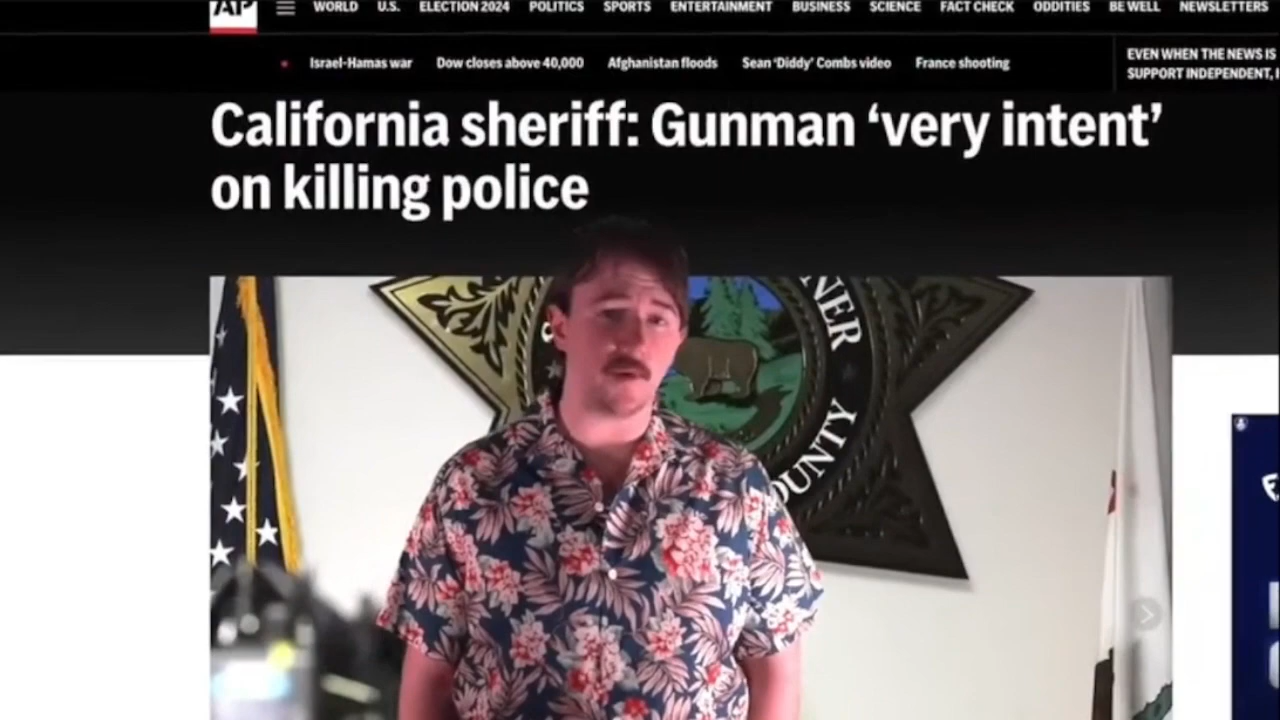 AP
WORLD U.S. ELECTION 2024 POLITICS SPORTS ENTERTAINMENT BUSINESS SCIENCE FACT CHECK ODDITIES BE WELL NEWSLETTERS
Israel-Hamas war Dow closes above 40,000 Afghanistan floods Sean ‘Diddy’ Combs video France shooting
EVEN WHEN THE NEWS IS
SUPPORT INDEPENDENT,
California sheriff: Gunman ‘very intent’
on killing police